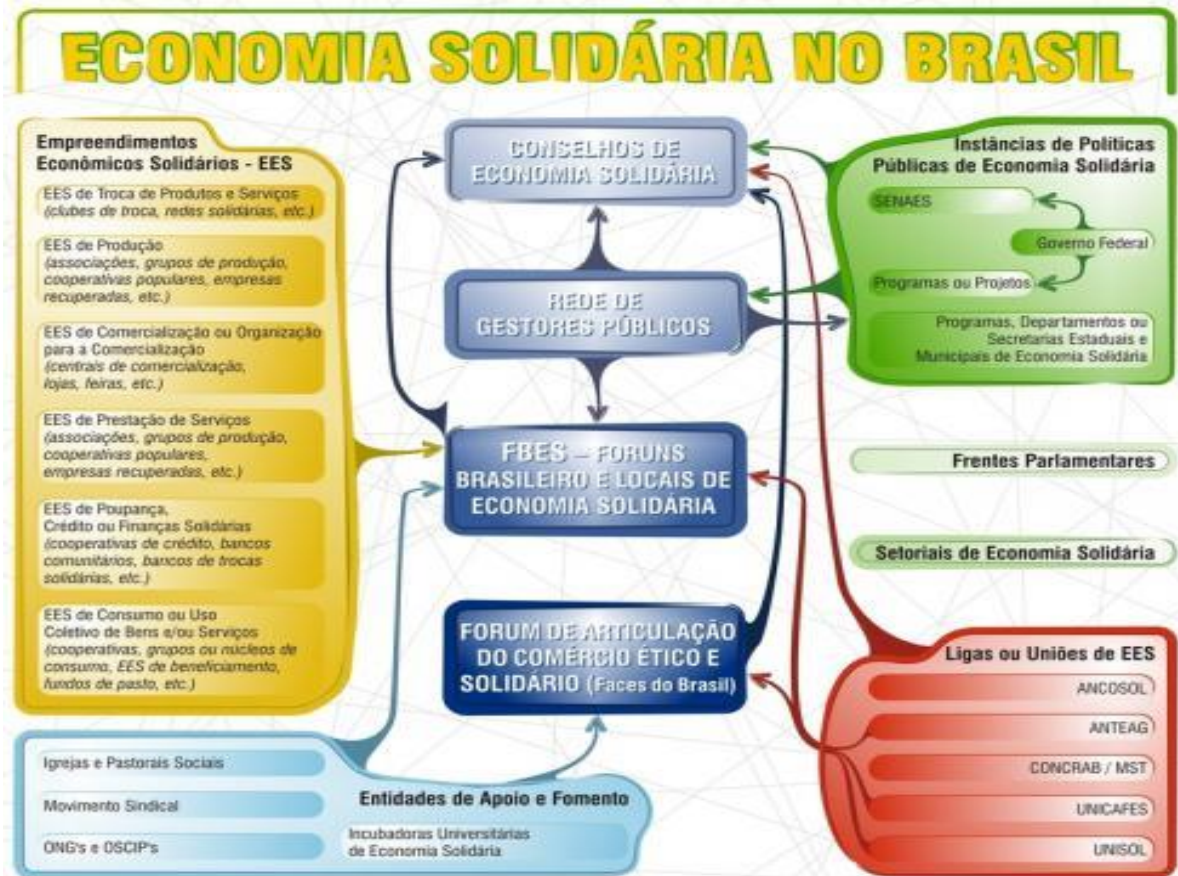 ECONOMIA SOLIDÁRIA NO BRASIL
Empreendimentos
Econômicos Solidários - EES
EES de Troca de Produtos e Serviços
(clubes de troca, redes solidárias, etc.)
EES de Produção
(associações, grupos de produção,
cooperativas populares, empresas
recuperadas, etc.)
EES de Comercialização ou Organização
para a Comercialização
(centrais de comercialização,
lojas, feiras, etc.)
EES de Prestação de Serviços
(associações, grupos de produção,
cooperativas populares,
empresas recuperadas, etc.)
EES de Poupança,
Crédito ou Finanças Solidárias
(cooperativas de crédito, bancos
comunitários, bancos de trocas
solidárias, etc.)
EES de Consumo ou Uso
Coletivo de Bens e/ou Serviços
(cooperativas, grupos ou núcleos de
consumo, EES de beneficiamento,
fundos de pasto, etc.)
CONSELHOS DE
ECONOMIA SOLIDÁRIA
REDE DE
GESTORES PÚBLICOS
FBES – FORUNS
BRASILEIRO E LOCAIS DE
ECONOMIA SOLIDÁRIA
FORUM DE ARTICULAÇÃO
DO COMÉRCIO ÉTICO E
SOLIDÁRIO (Faces do Brasil)
Instâncias de Políticas
Públicas de Economia Solidária
SENAES
Governo Federal
Programas ou Projetos
Programas, Departamentos ou
Secretarias Estaduais e
Municipais de Economia Solidária
Frentes Parlamentares
Setoriais de Economia Solidária
Ligas ou Uniões de EES
ANCOSOL
ANTEAG
CONCRAB / MST
UNICAFES
UNISOL
Igrejas e Pastorais Sociais
Movimento Sindical
ONG's e OSCIP's
Entidades de Apoio e Fomento
Incubadoras Universitárias
de Economia Solidária